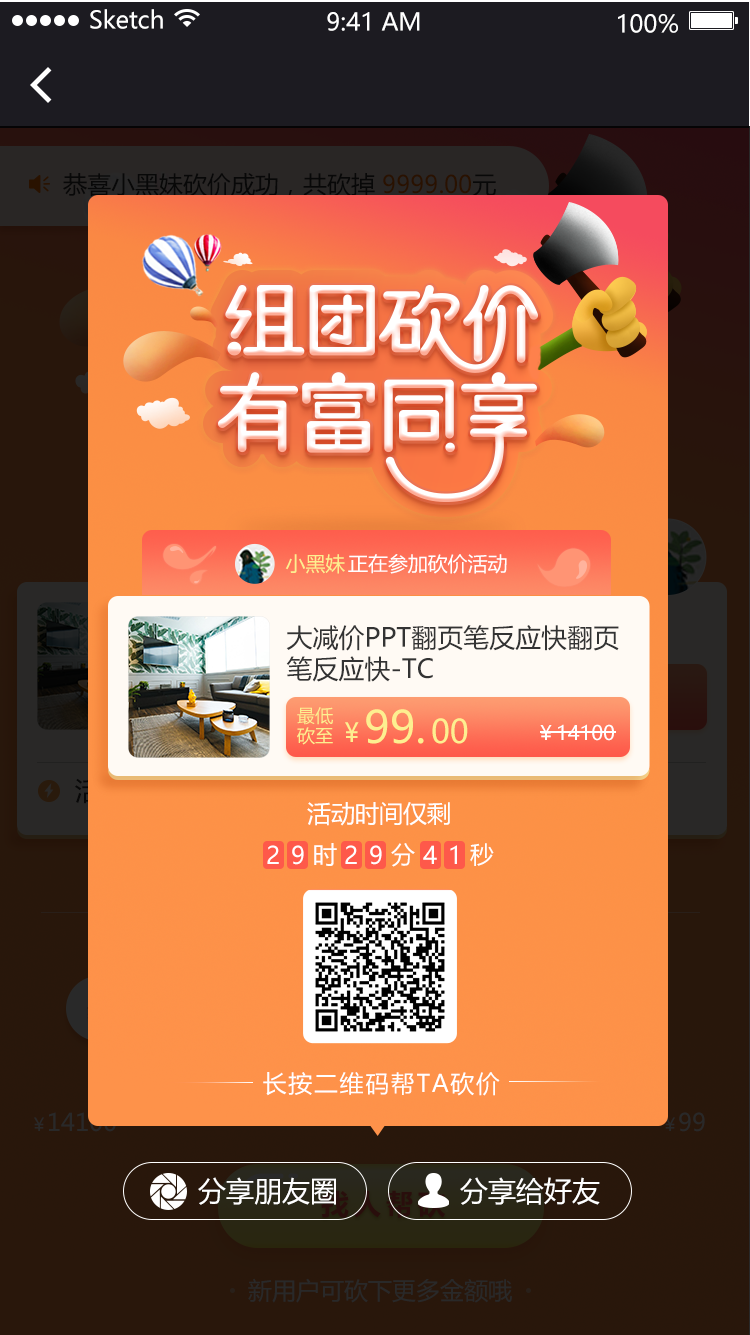 Sketch 9:41 AM 100%
恭喜小黑妹砍价成功，共砍掉 9999.00元
组团砍价
有富同享
小黑妹正在参加砍价活动
大减价PPT翻页笔反应快翻页
笔反应快-TC
最低
砍至 ¥ 99.00 ¥14100
活
活动时间仅剩
29时29分41秒
长按二维码帮TA砍价
¥14100 ¥99
分享朋友圈 分享给好友
找人帮砍
· 新用户可砍下更多金额哦 ·